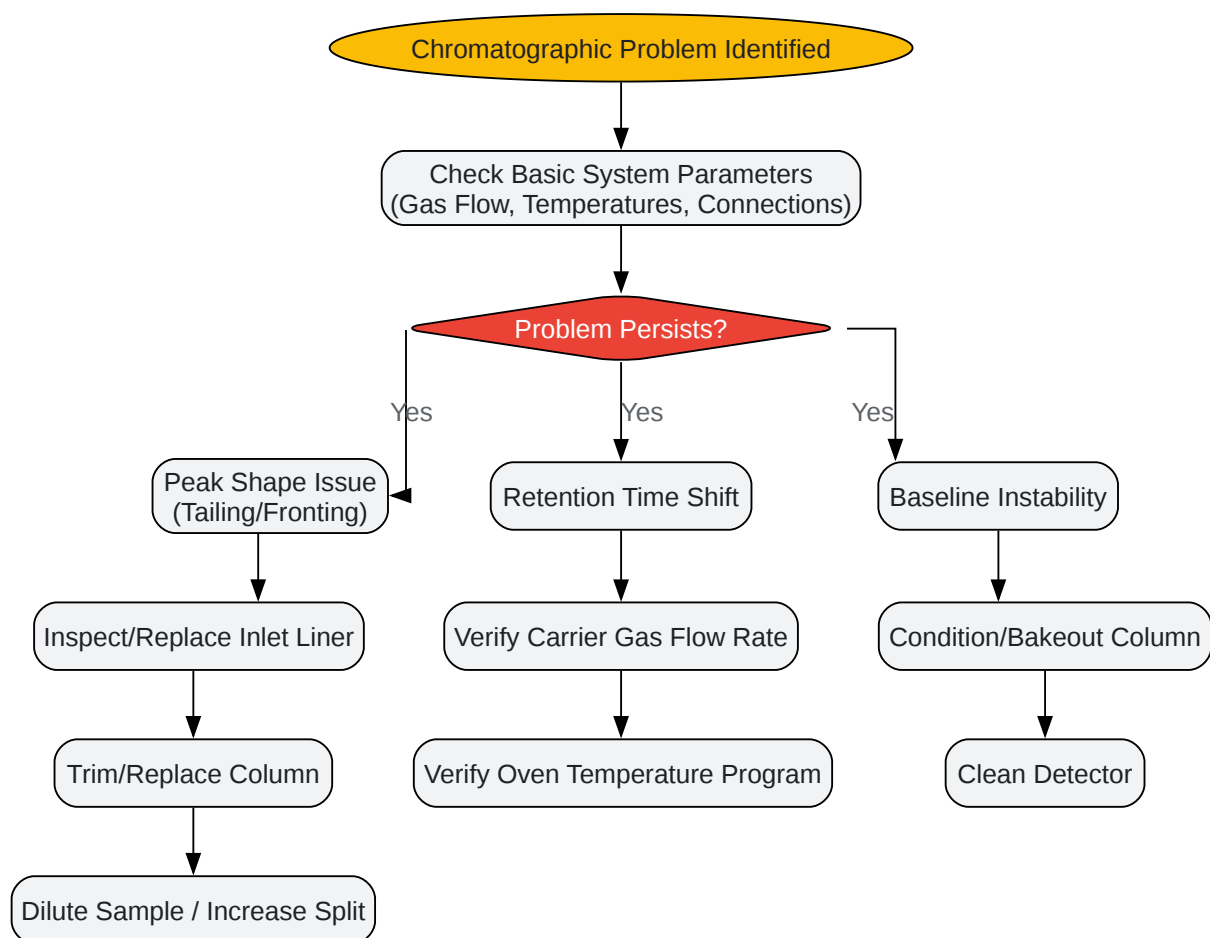 Chromatographic Problem Identified
Check Basic System Parameters
(Gas Flow, Temperatures, Connections)
Problem Persists?
Yes
Yes
Yes
Peak Shape Issue
(Tailing/Fronting)
Retention Time Shift
Baseline Instability
Inspect/Replace Inlet Liner
Verify Carrier Gas Flow Rate
Condition/Bakeout Column
Trim/Replace Column
Verify Oven Temperature Program
Clean Detector
Dilute Sample / Increase Split